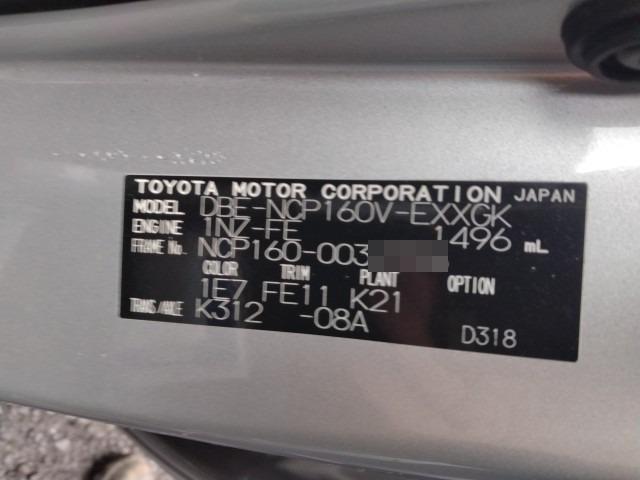 TOYOTA MOTOR CORPORATION JAPAN
MODEL DBE-NCP160V-EXXGK
ENGINE 1NZ-FE 1496 mL
FRAME No. NCP160-003
COLOR TRIM PLANT OPTION
1E7 FE11 K21
TRANS/AXLE K312 -08A
D318